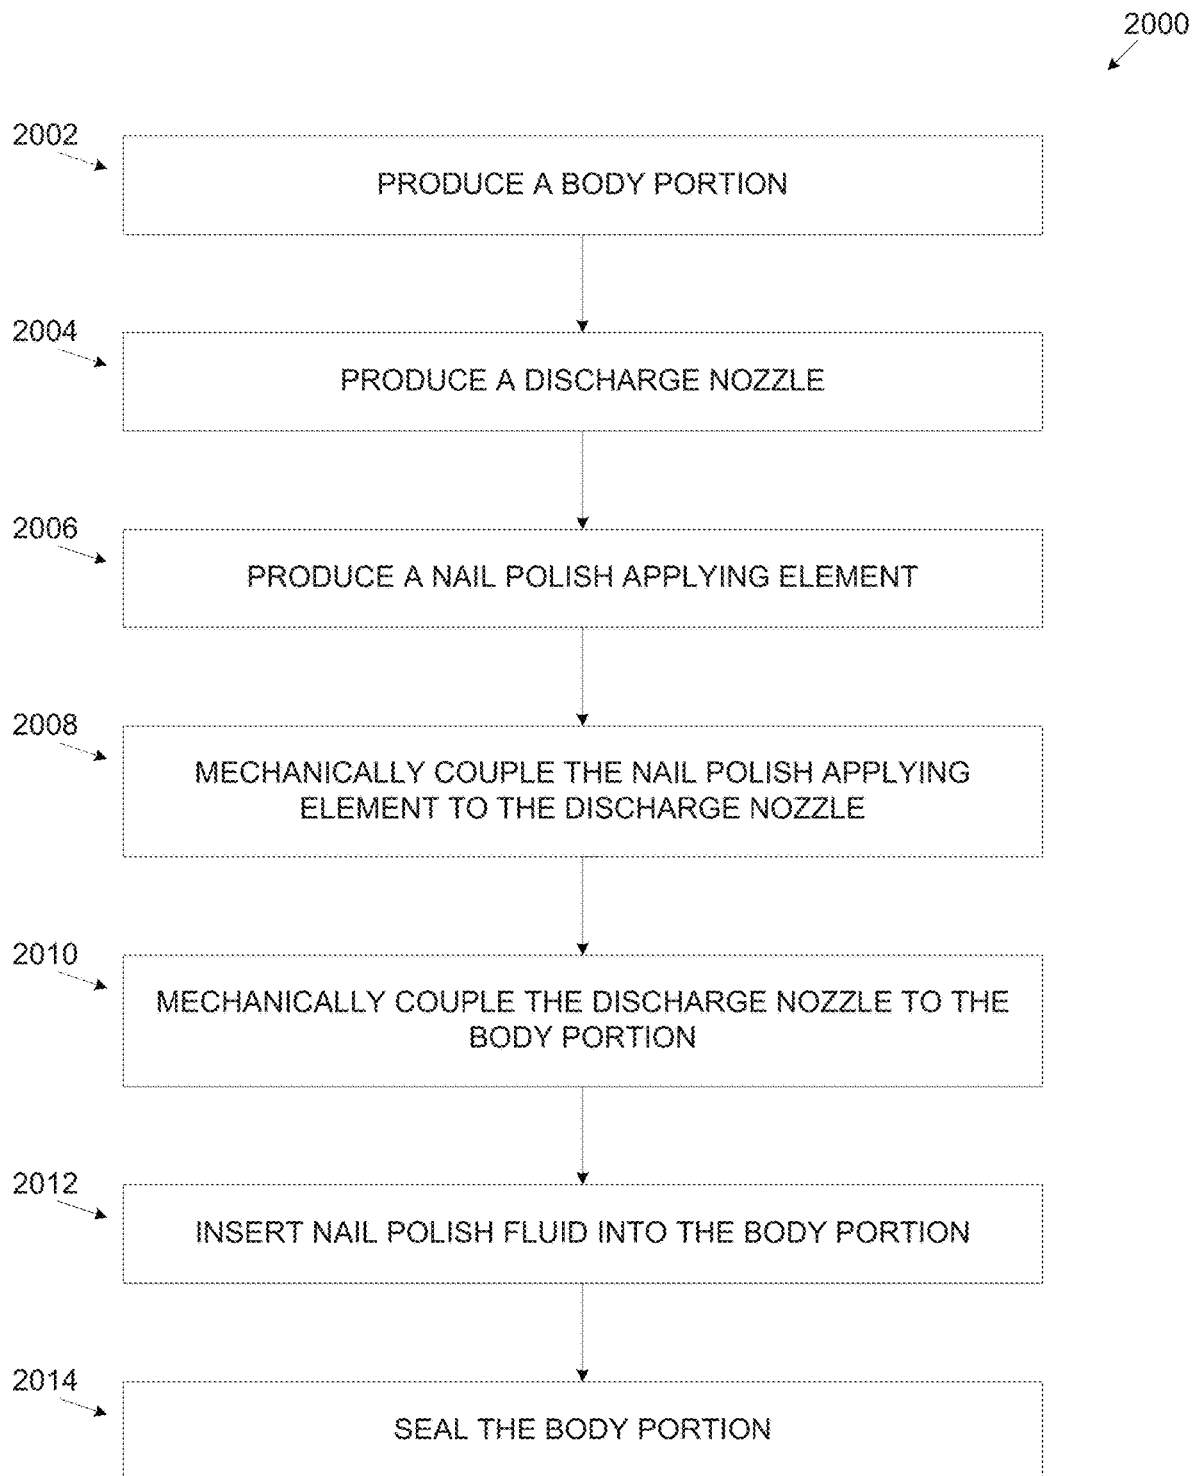 2000
2002
PRODUCE A BODY PORTION
2004
PRODUCE A DISCHARGE NOZZLE
2006
PRODUCE A NAIL POLISH APPLYING ELEMENT
2008
MECHANICALLY COUPLE THE NAIL POLISH APPLYING
ELEMENT TO THE DISCHARGE NOZZLE
2010
MECHANICALLY COUPLE THE DISCHARGE NOZZLE TO THE
BODY PORTION
2012
INSERT NAIL POLISH FLUID INTO THE BODY PORTION
2014
SEAL THE BODY PORTION